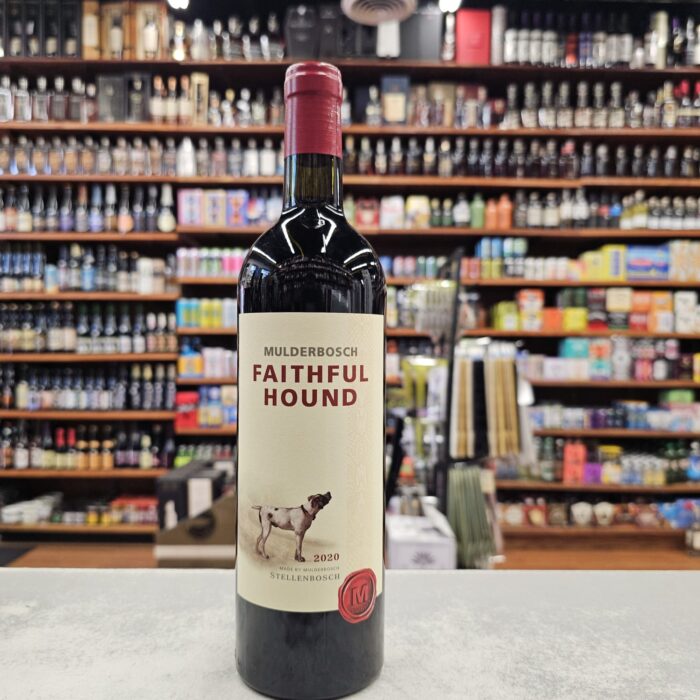 MULDERBOSCH
FAITHFUL
HOUND
2020
MADE BY MULDERBOSCH
STELLENBOSCH
M